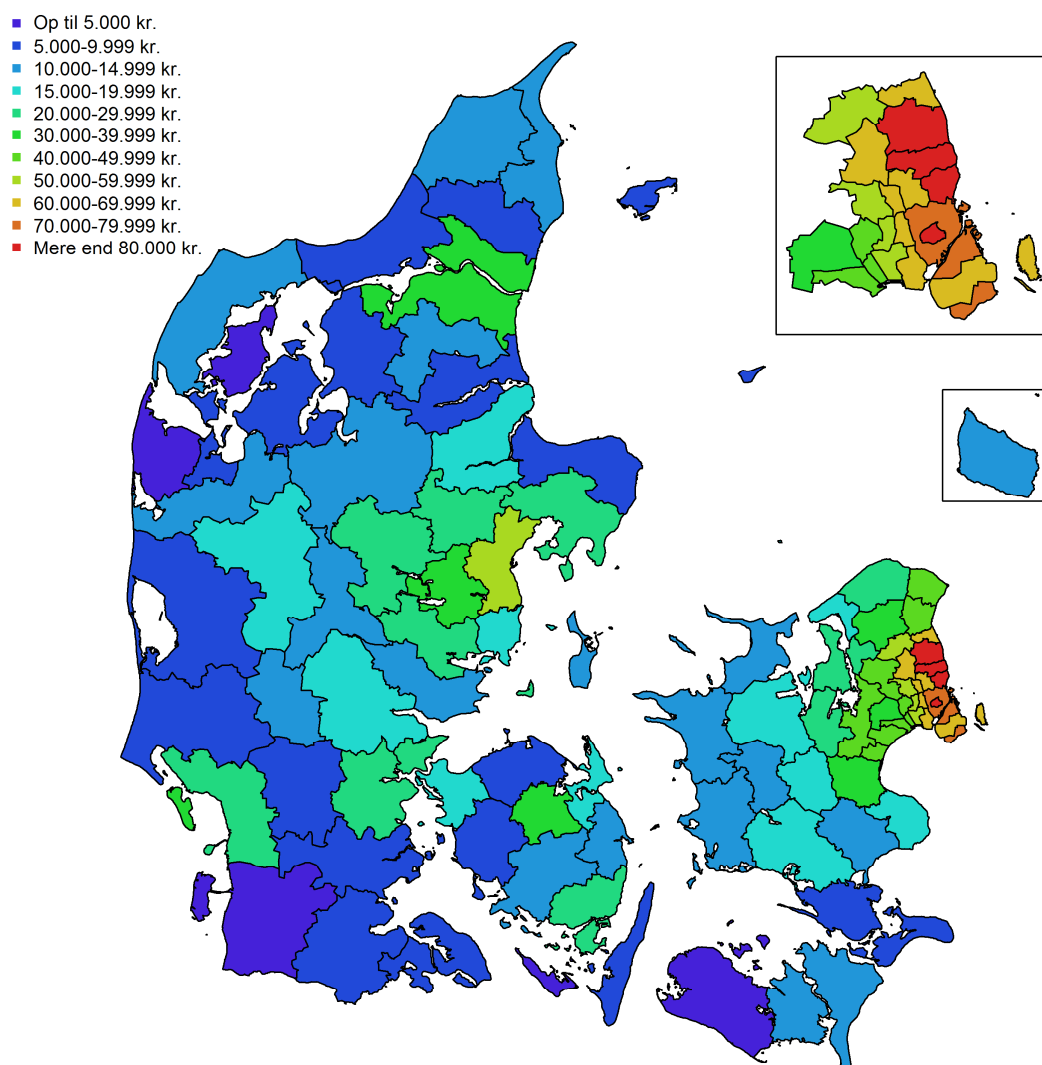 Op til 5.000 kr.
5.000-9.999 kr.
10.000-14.999 kr.
15.000-19.999 kr.
20.000-29.999 kr.
30.000-39.999 kr.
40.000-49.999 kr.
50.000-59.999 kr.
60.000-69.999 kr.
70.000-79.999 kr.
Mere end 80.000 kr.